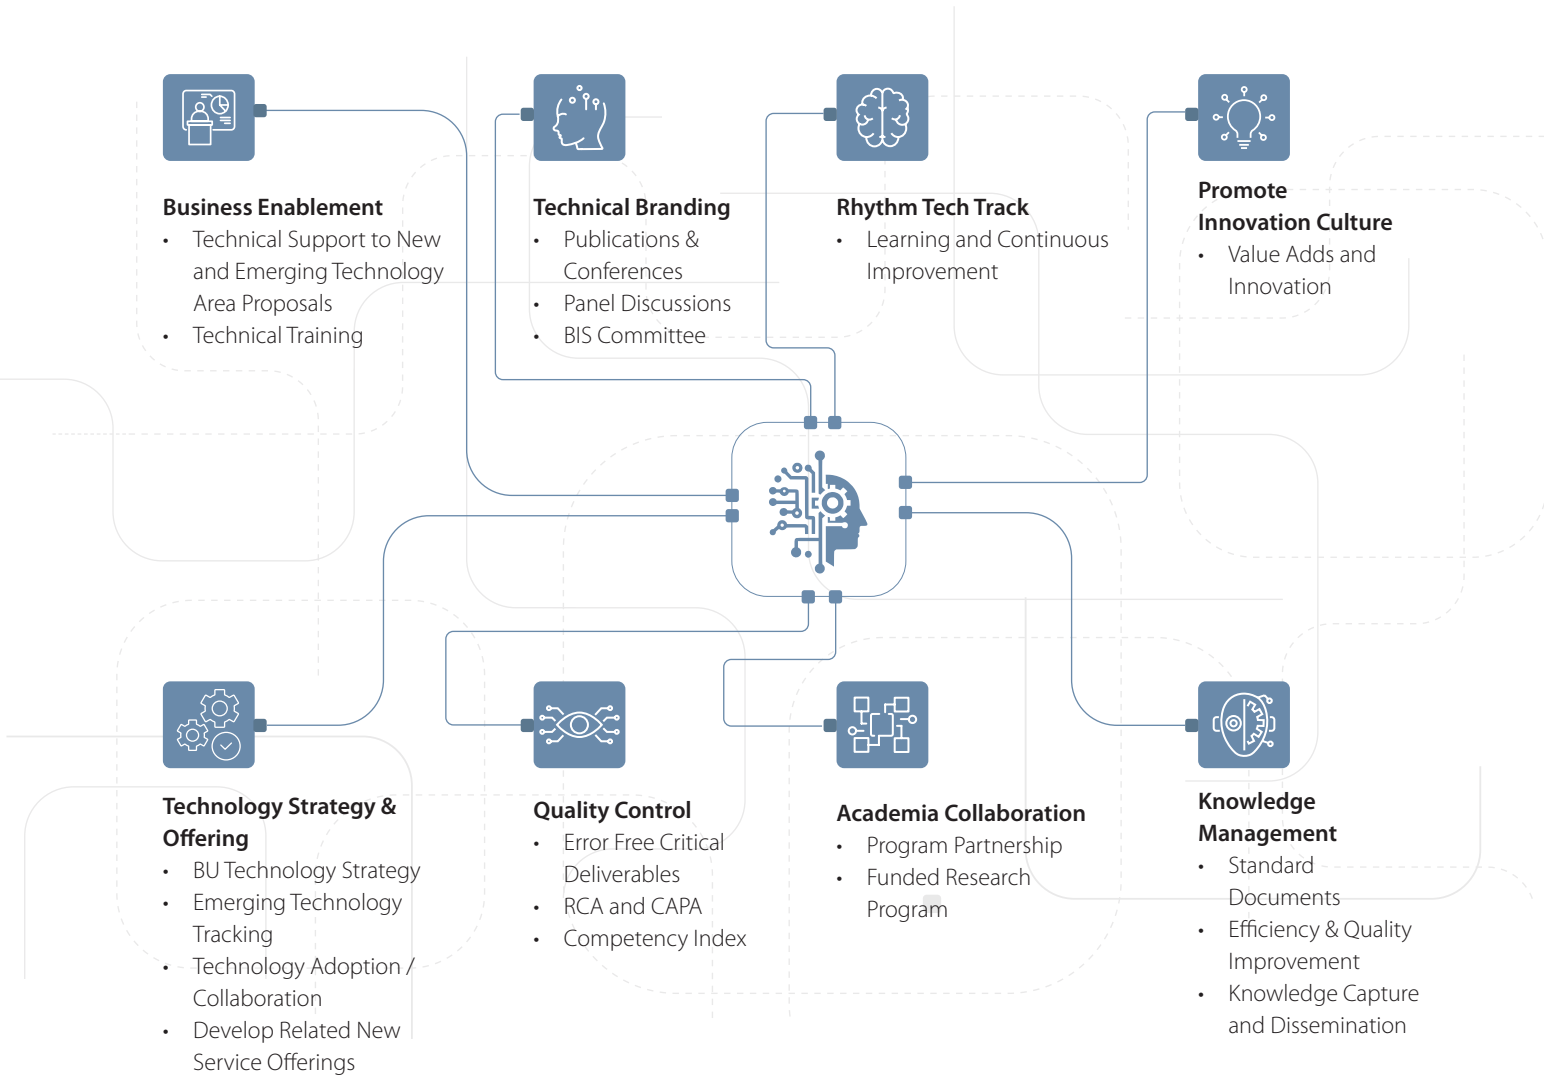 Business Enablement
• Technical Support to New
and Emerging Technology
Area Proposals
• Technical Training
Technical Branding
• Publications &
Conferences
• Panel Discussions
• BIS Committee
Rhythm Tech Track
• Learning and Continuous
Improvement
Promote
Innovation Culture
• Value Adds and
Innovation
Technology Strategy &
Offering
• BU Technology Strategy
• Emerging Technology
Tracking
• Technology Adoption /
Collaboration
• Develop Related New
Service Offerings
Quality Control
• Error Free Critical
Deliverables
• RCA and CAPA
• Competency Index
Academia Collaboration
• Program Partnership
• Funded Research
Program
Knowledge
Management
• Standard
Documents
• Efficiency & Quality
Improvement
• Knowledge Capture
and Dissemination